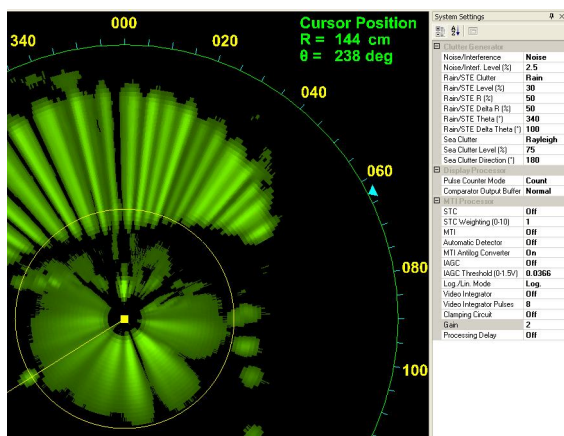 000
340
020
Cursor Position
R = 144 cm
θ = 238 deg
040
060
080
100
System Settings
Clutter Generator
Noise/Interference Noise
Noise/Interf. Level (%) 2.5
Rain/STE Clutter Rain
Rain/STE Level (%) 30
Rain/STE R (%) 50
Rain/STE Delta R (%) 50
Rain/STE Theta (°) 340
Rain/STE Delta Theta (°) 100
Sea Clutter Rayleigh
Sea Clutter Level (%) 75
Sea Clutter Direction (°) 180
Display Processor
Pulse Counter Mode Count
Comparator Output Buffer Normal
MTI Processor
STC Off
STC Weighting (0-10) 1
MTI Off
Automatic Detector Off
MTI Antilog Converter On
IAGC Off
IAGC Threshold (0-1.5V) 0.0366
Log./Lin. Mode Log.
Video Integrator Off
Video Integrator Pulses 8
Clamping Circuit Off
Gain 2
Processing Delay Off